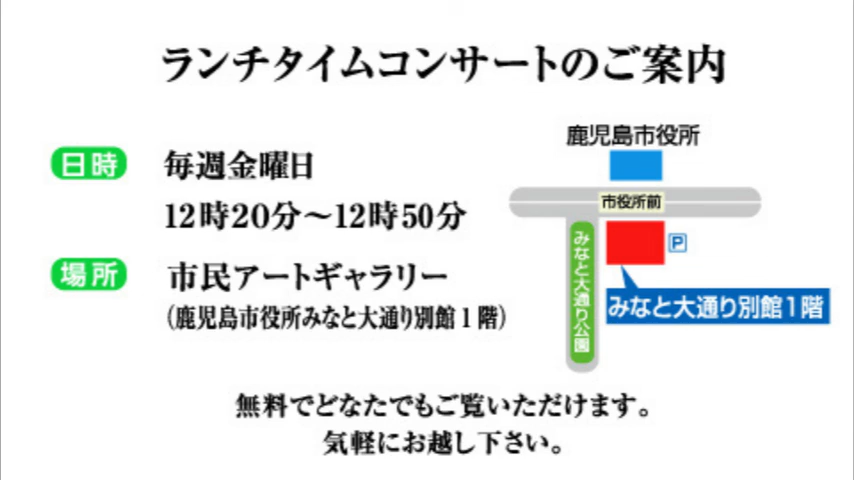 ランチタイムコンサートのご案内
日時
毎週金曜日
12時20分～12時50分
場所
市民アートギャラリー
(鹿児島市役所みなと大通り別館1階)
鹿児島市役所
市役所前
P
みなと大通り公園
みなと大通り別館1階
無料でどなたでもご覧いただけます。
気軽にお越し下さい。